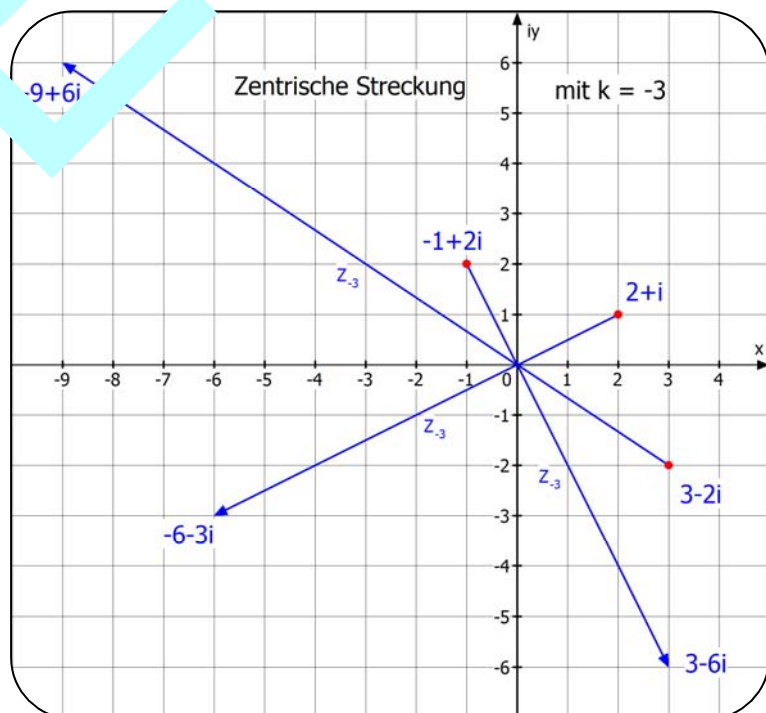 iy
6
-9+6i
Zentrische Streckung mit k = -3
5
4
3
-1+2i
2
Z-3
2+i
1
x
-9 -8 -7 -6 -5 -4 -3 -2 -1 0 1 2 3 4
-1
Z-3
-2
Z-3
3-2i
-3
-6-3i
-4
-5
-6
3-6i